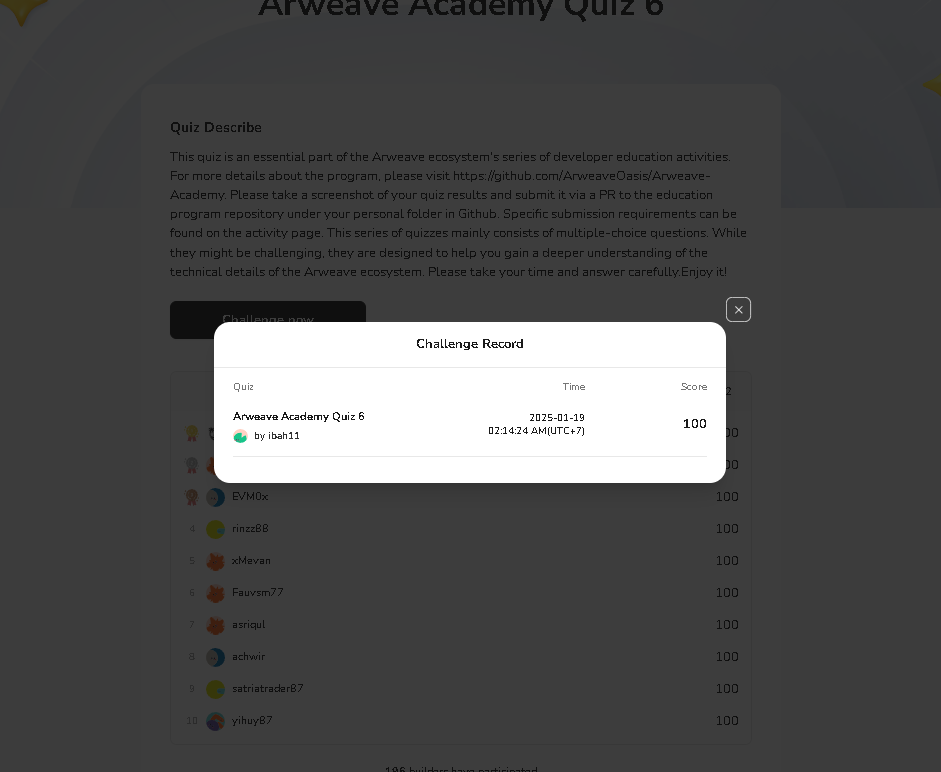 Arweave Academy Quiz 6
Quiz Describe
This quiz is an essential part of the Arweave ecosystem's series of developer education activities.
For more details about the program, please visit https://github.com/ArweaveOasis/Arweave-
Academy. Please take a screenshot of your quiz results and submit it via a PR to the education
program repository under your personal folder in Github. Specific submission requirements can be
found on the activity page. This series of quizzes mainly consists of multiple-choice questions. While
they might be challenging, they are designed to help you gain a deeper understanding of the
technical details of the Arweave ecosystem. Please take your time and answer carefully.Enjoy it!
Challenge now
Challenge Record
Quiz Time Score
Arweave Academy Quiz 6
by ibah11
2025-01-19
02:14:24 AM(UTC+7)
100
EVM0x 100
4 rinzz88 100
5 xMevan 100
6 Fauvsm77 100
7 asriqul 100
8 achwir 100
9 satriatrader87 100
10 yihuy87 100
builders have participated